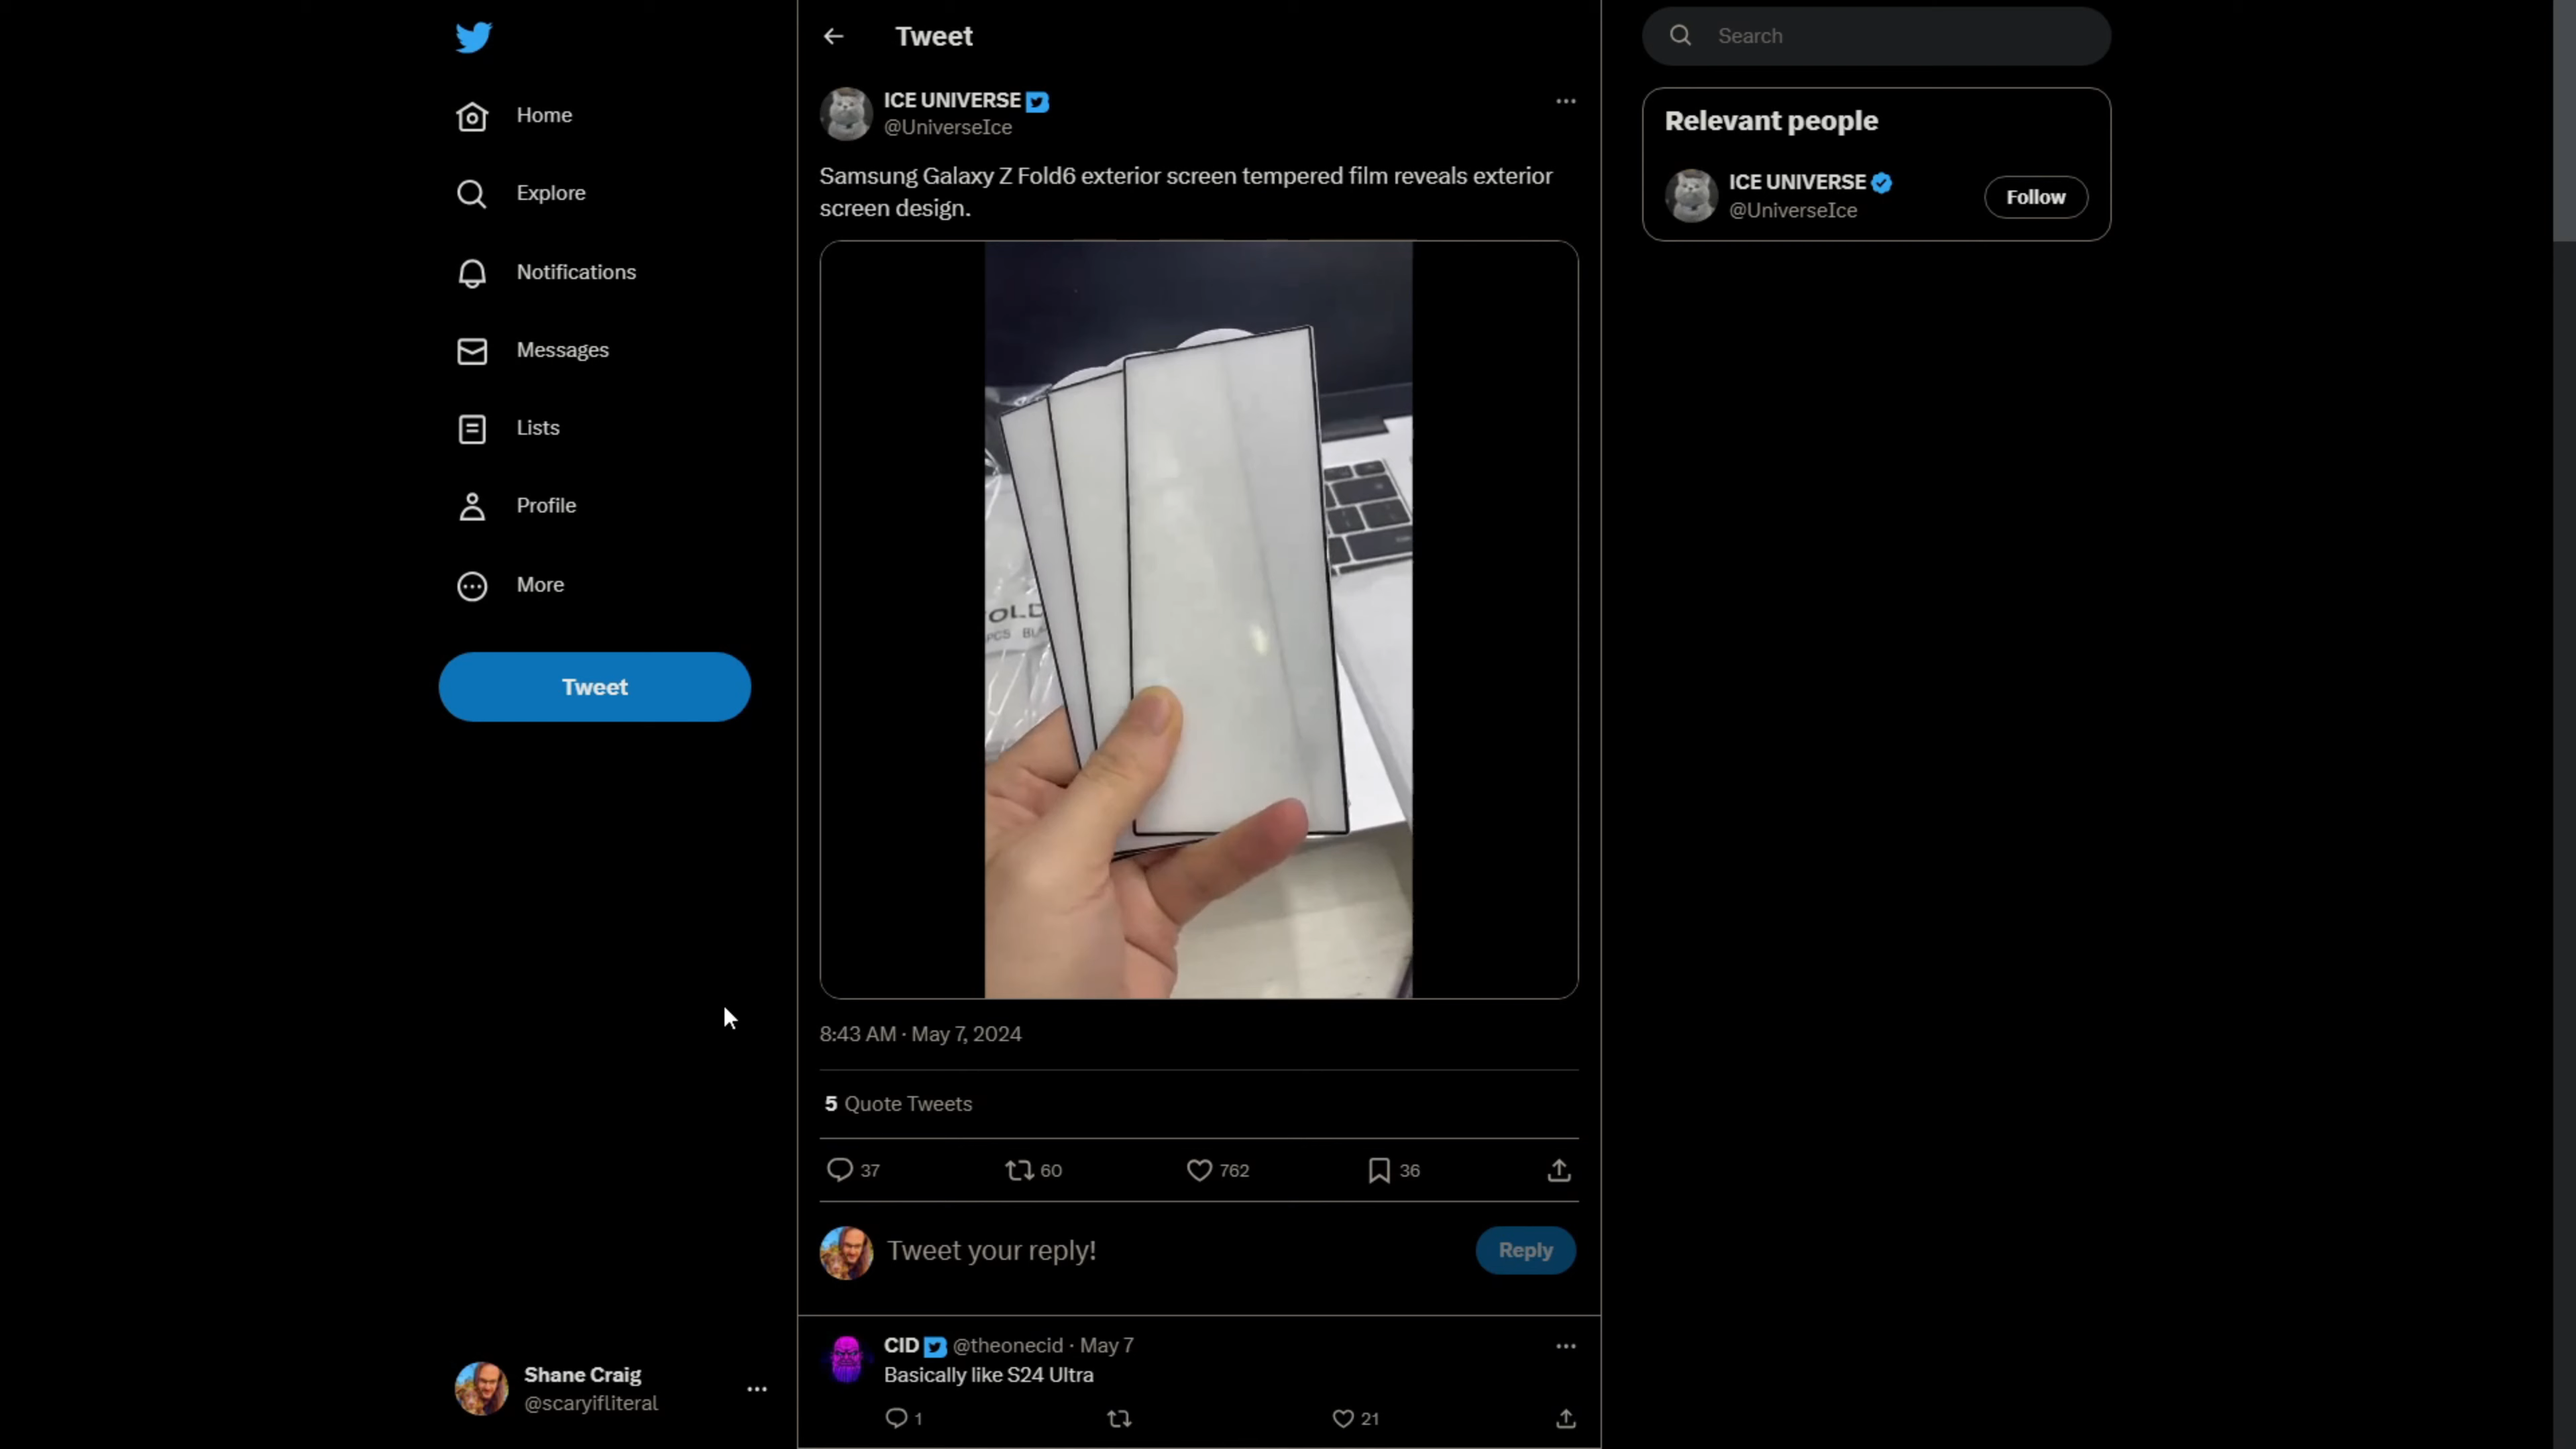 Home
Explore
Notifications
Messages
Lists
Profile
More
Tweet
Shane Craig
@scaryifliteral
Tweet
ICE UNIVERSE
@UniverseIce
Samsung Galaxy Z Fold6 exterior screen tempered film reveals exterior
screen design.
OLD
PCS
8:43 AM · May 7, 2024
5 Quote Tweets
37 60 762 36
Tweet your reply!
Reply
CID @theonecid · May 7
Basically like S24 Ultra
1 21
Search
Relevant people
ICE UNIVERSE
@UniverseIce
Follow